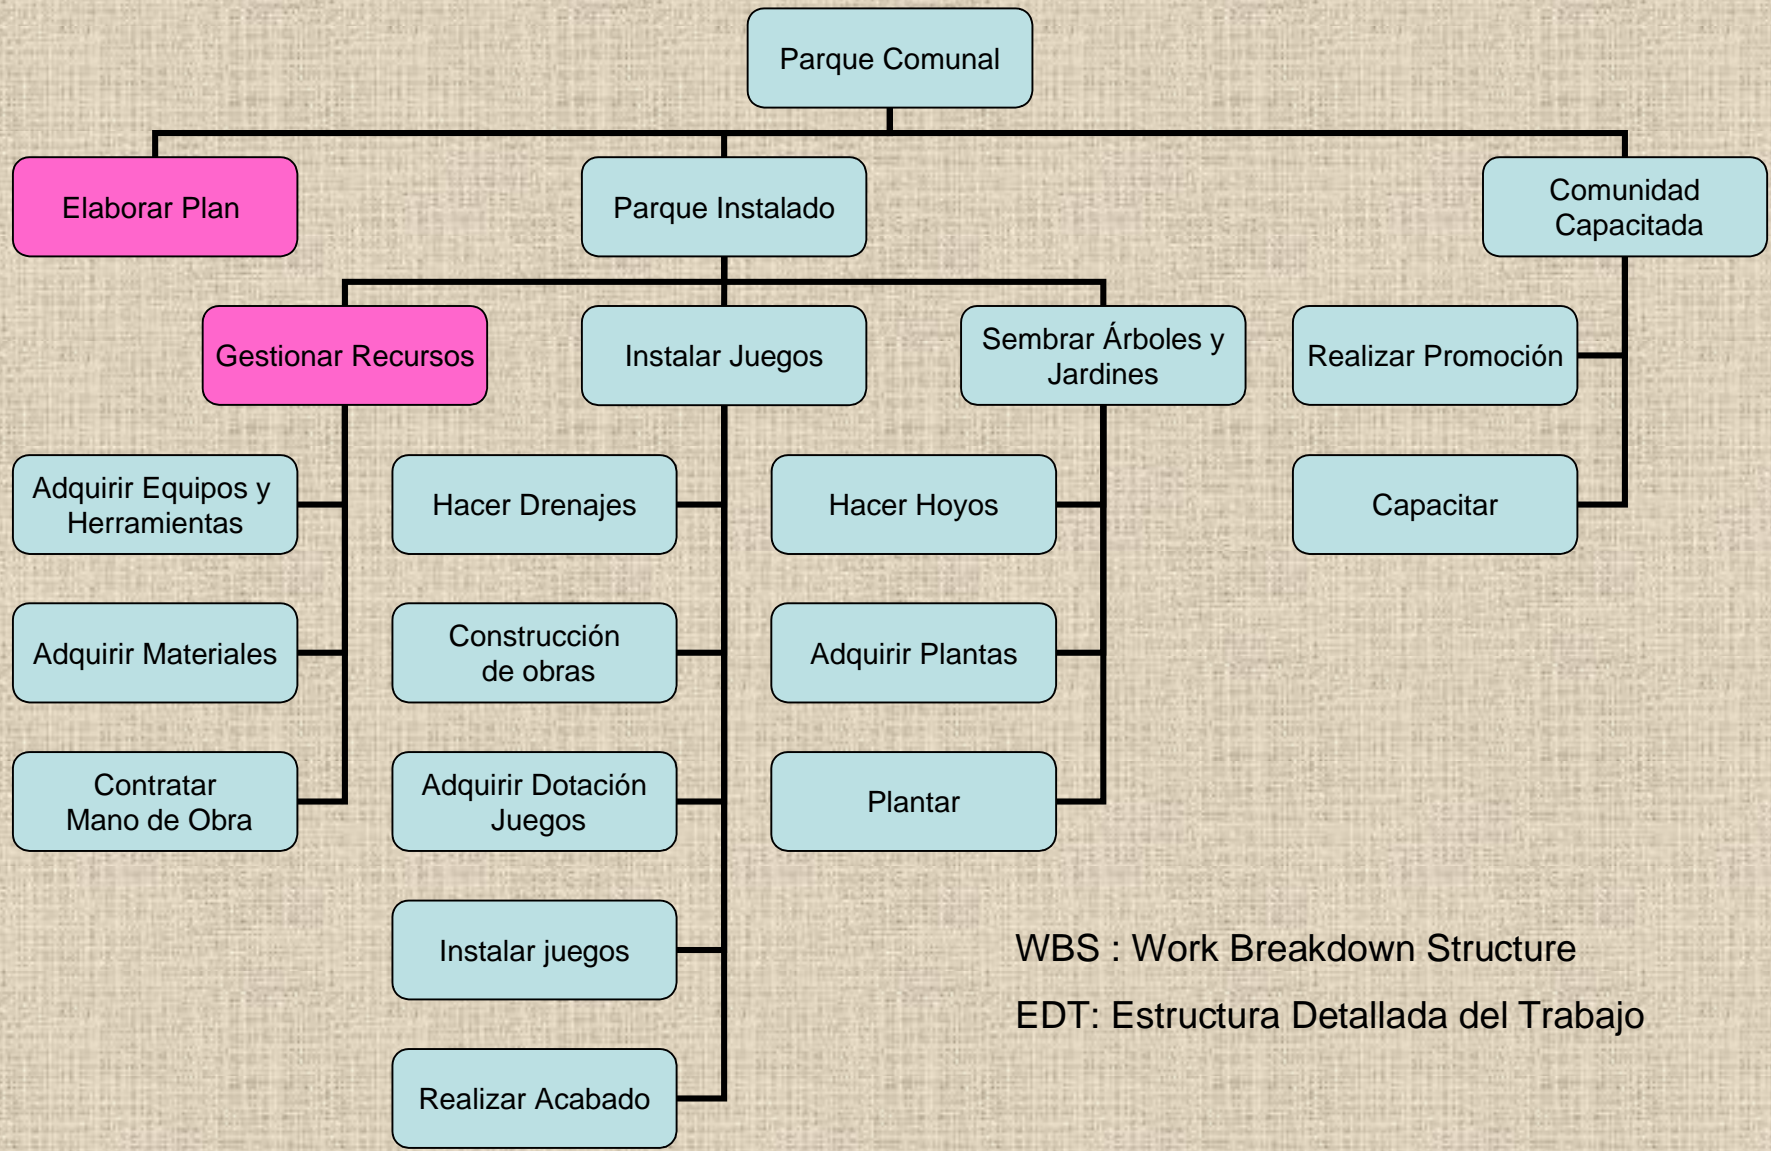 Parque Comunal
Elaborar Plan
Parque Instalado
Comunidad
Capacitada
Gestionar Recursos
Instalar Juegos
Sembrar Árboles y
Jardines
Realizar Promoción
Adquirir Equipos y
Herramientas
Hacer Drenajes
Hacer Hoyos
Capacitar
Adquirir Materiales
Construcción
de obras
Adquirir Plantas
Contratar
Mano de Obra
Adquirir Dotación
Juegos
Plantar
Instalar juegos
Realizar Acabado
WBS : Work Breakdown Structure
EDT: Estructura Detallada del Trabajo